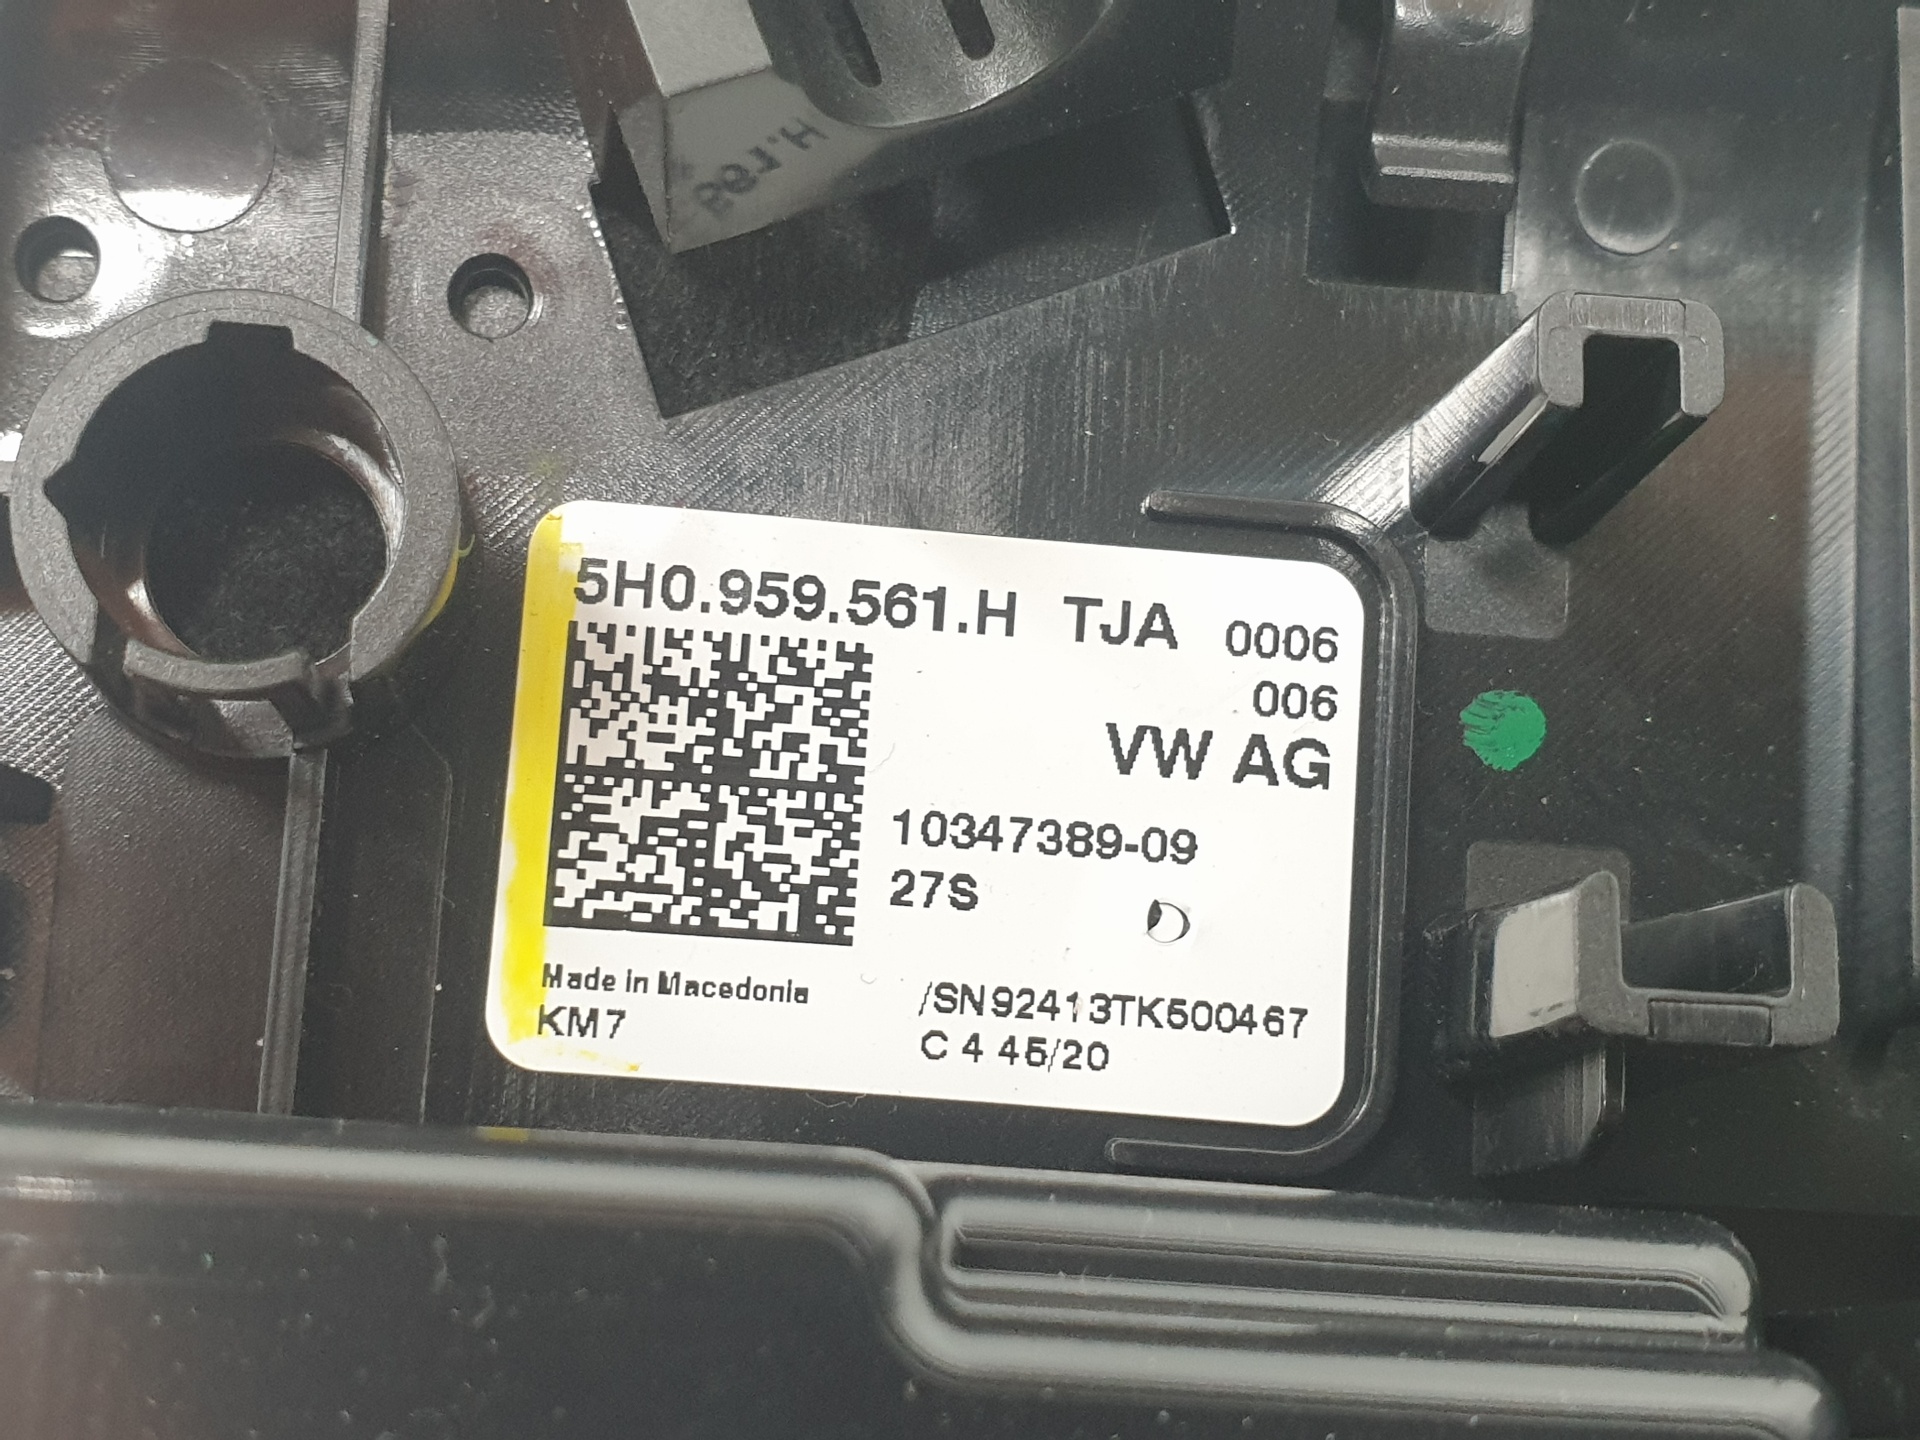 5H0.959.561.H TJA 0006
006
VW AG
10347389-09
27S
Made in Macedonia
KM7
/SN92413TK500467
C 4 45/20